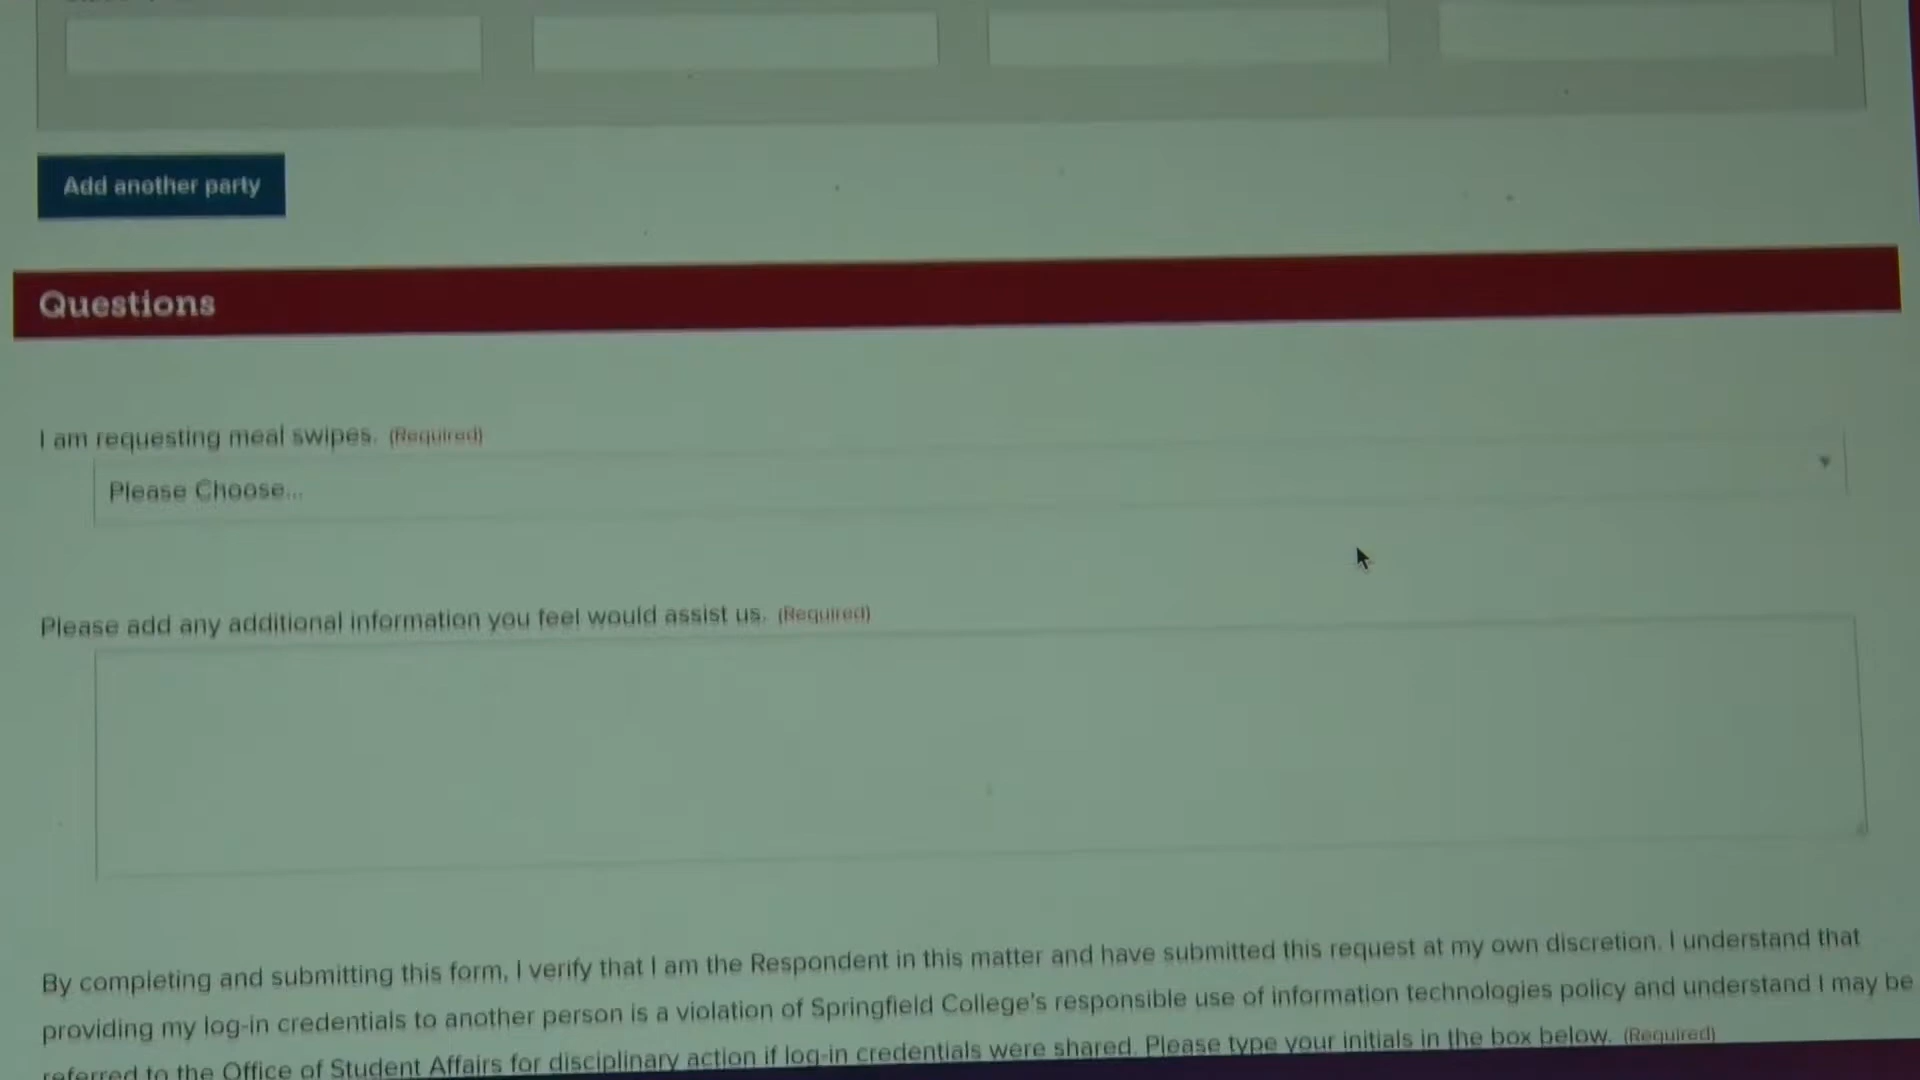 Add another party
Questions
I am requesting meal swipes. (Required)
Please Choose...
Please add any additional information you feel would assist us. (Required)
By completing and submitting this form, I verify that I am the Respondent in this matter and have submitted this request at my own discretion. I understand that
providing my log-in credentials to another person is a violation of Springfield College's responsible use of information technologies policy and understand I may be
referred to the Office of Student Affairs for disciplinary action if log-in credentials were shared. Please type your initials in the box below. (Required)